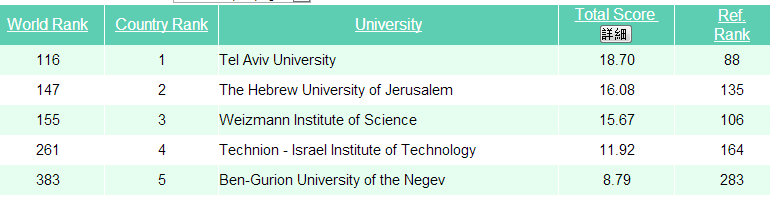 World Rank Country Rank University Total Score 詳細 Ref. Rank
116 1 Tel Aviv University 18.70 88
147 2 The Hebrew University of Jerusalem 16.08 135
155 3 Weizmann Institute of Science 15.67 106
261 4 Technion - Israel Institute of Technology 11.92 164
383 5 Ben-Gurion University of the Negev 8.79 283